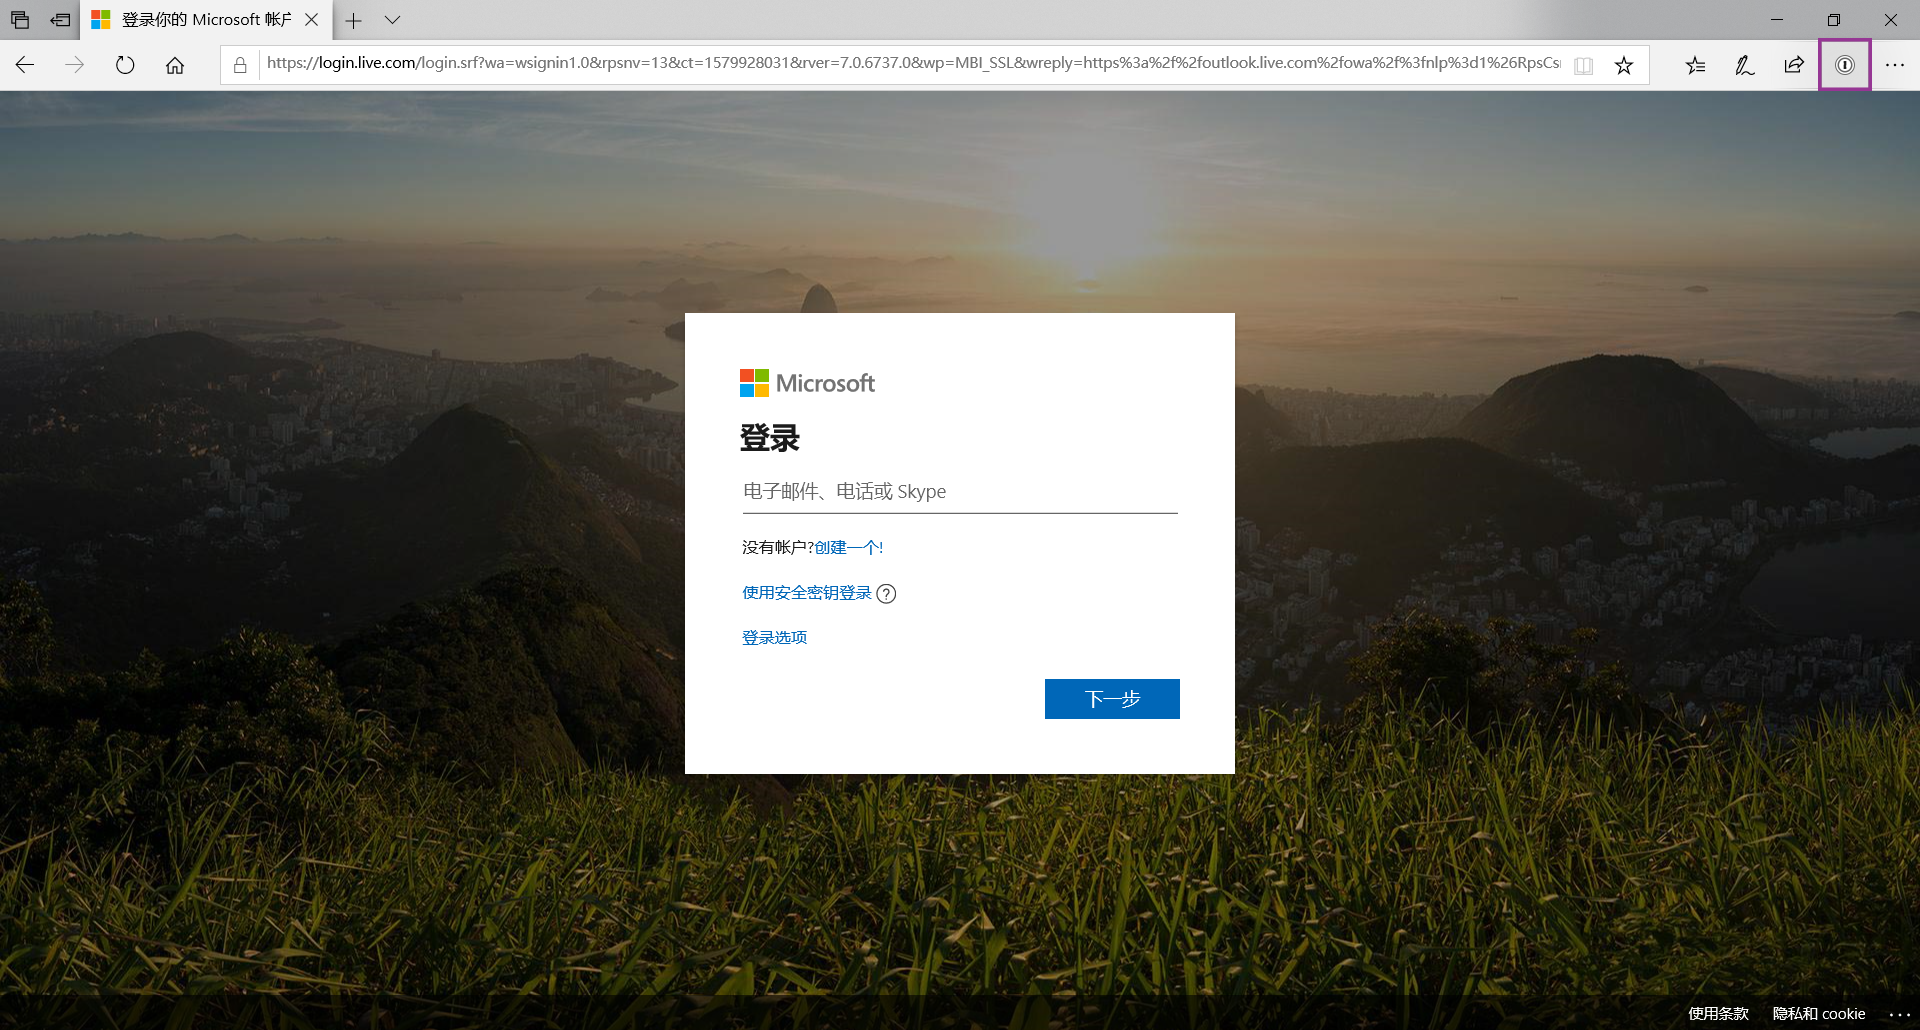 登录你的 Microsoft 帐户
https://login.live.com/login.srf?wa=wsignin1.0&rpsnv=13&ct=1579928031&rver=7.0.6737.0&wp=MBI_SSL&wreply=https%3a%2f%2foutlook.live.com%2fowa%2f%3fnlp%3d1%26RpsCs
Microsoft
登录
电子邮件、电话或 Skype
没有帐户?创建一个!
使用安全密钥登录 ?
登录选项
下一步
使用条款 隐私和 cookie ...